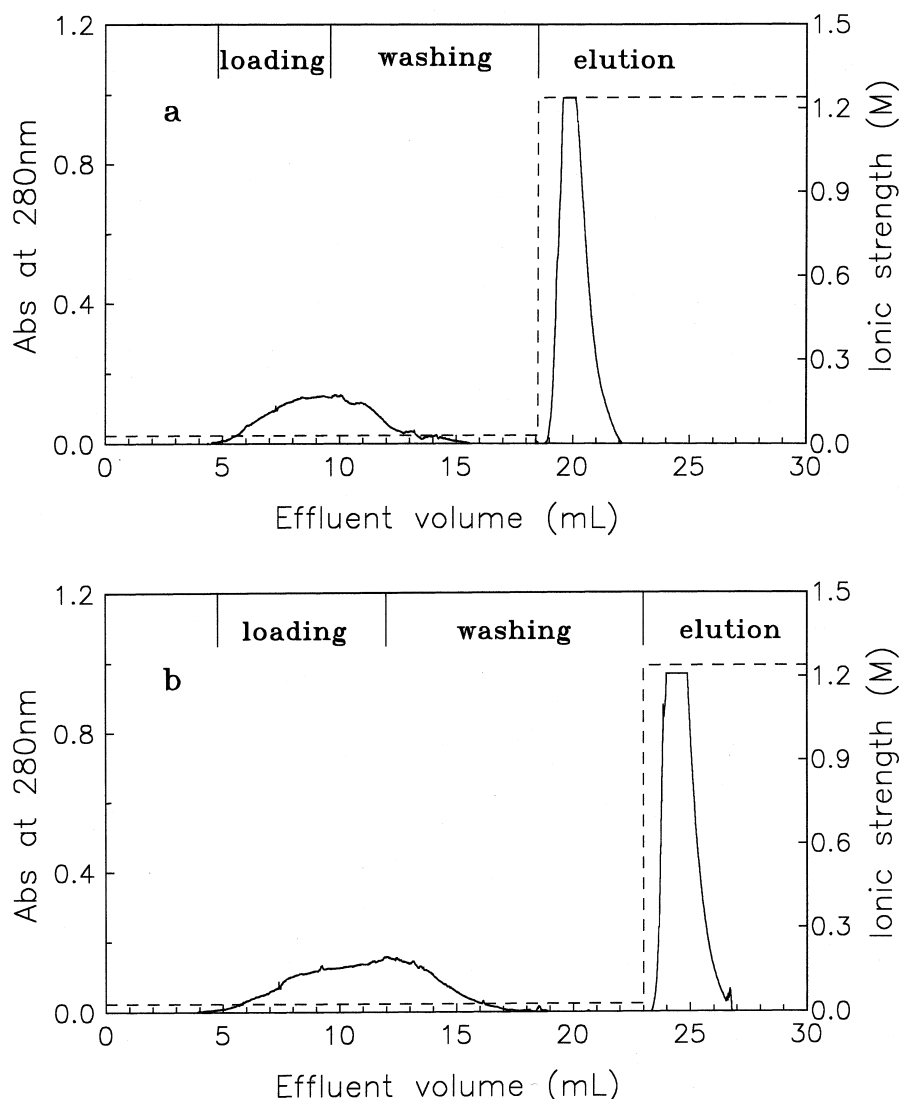 1.2
1.5
loading
washing
elution
a
1.2
0.8
0.9
0.4
0.6
0.3
0.0
0.0
0
5
10
15
20
25
30
Abs at 280nm
Ionic strength (M)
Effluent volume (mL)
1.2
1.5
loading
washing
elution
b
1.2
0.8
0.9
0.4
0.6
0.3
0.0
0.0
0
5
10
15
20
25
30
Abs at 280nm
Ionic strength (M)
Effluent volume (mL)